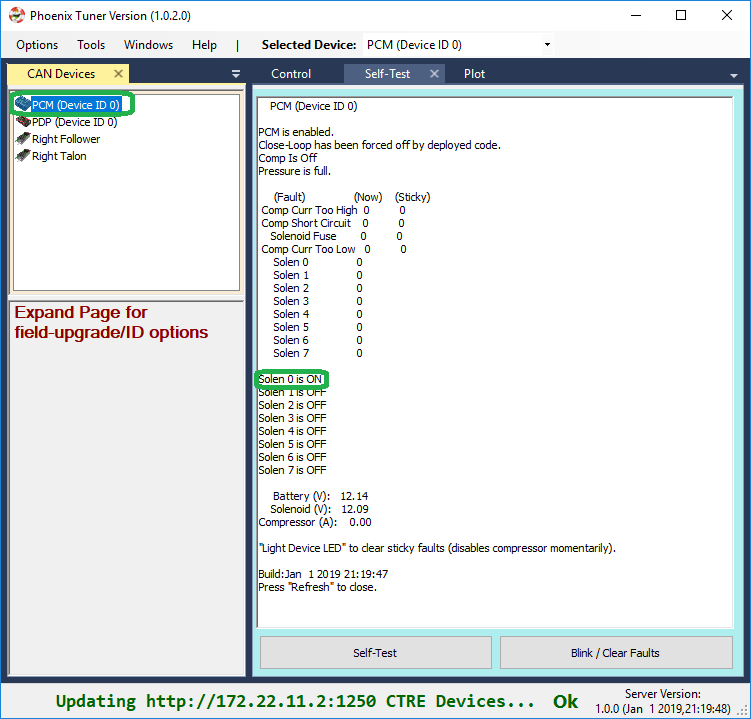 Phoenix Tuner Version (1.0.2.0)
Options Tools Windows Help | Selected Device: PCM (Device ID 0)
CAN Devices
Control Self-Test Plot
PCM (Device ID 0)
PDP (Device ID 0)
Right Follower
Right Talon
Expand Page for
field-upgrade/ID options
PCM (Device ID 0)
PCM is enabled.
Close-Loop has been forced off by deployed code.
Comp Is Off
Pressure is full.
(Fault) (Now) (Sticky)
Comp Curr Too High 0 0
Comp Short Circuit 0 0
Solenoid Fuse 0 0
Comp Curr Too Low 0 0
Solen 0 0
Solen 1 0
Solen 2 0
Solen 3 0
Solen 4 0
Solen 5 0
Solen 6 0
Solen 7 0
Solen 0 is ON
Solen 1 is OFF
Solen 2 is OFF
Solen 3 is OFF
Solen 4 is OFF
Solen 5 is OFF
Solen 6 is OFF
Solen 7 is OFF
Battery (V): 12.14
Solenoid (V): 12.09
Compressor (A): 0.00
"Light Device LED" to clear sticky faults (disables compressor momentarily).
Build:Jan 1 2019 21:19:47
Press "Refresh" to close.
Self-Test Blink / Clear Faults
Updating http://172.22.11.2:1250 CTRE Devices... Ok
Server Version:
1.0.0 (Jan 1 2019,21:19:48)